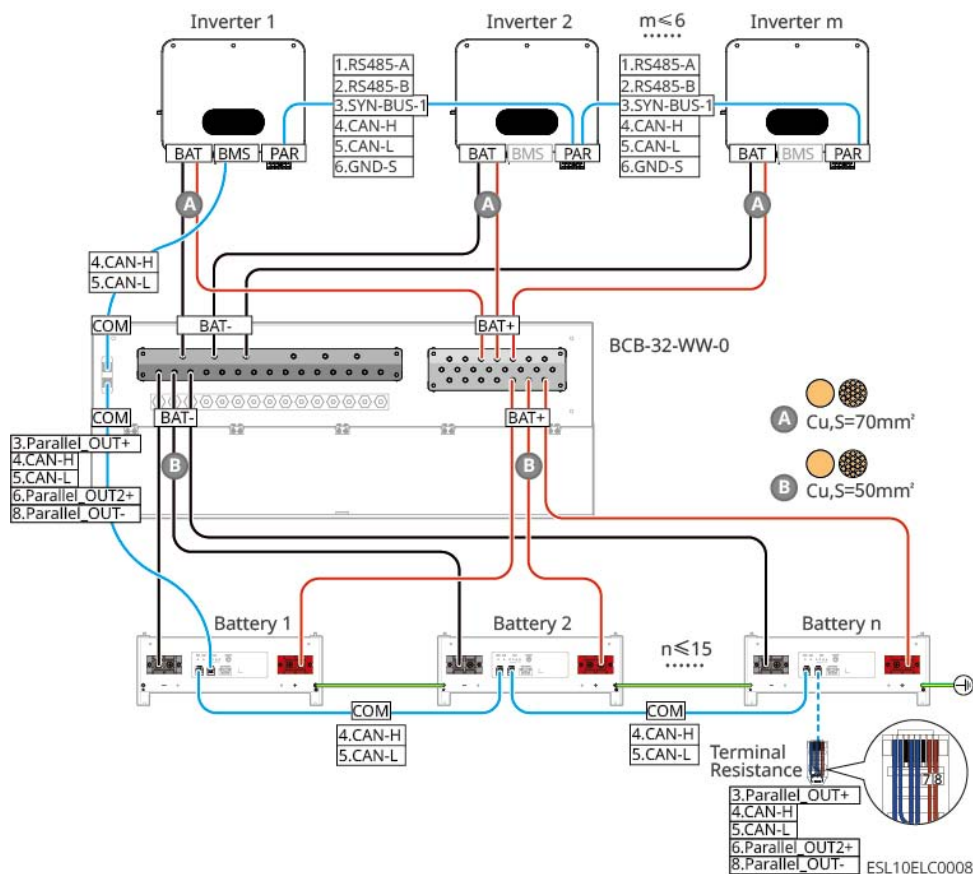 Inverter 1
Inverter 2
m≤6
......
Inverter m
1.RS485-A
2.RS485-B
3.SYN-BUS-1
4.CAN-H
5.CAN-L
6.GND-S
1.RS485-A
2.RS485-B
3.SYN-BUS-1
4.CAN-H
5.CAN-L
6.GND-S
BAT
BMS
PAR
BAT
BMS
PAR
BAT
BMS
PAR
A
A
A
4.CAN-H
5.CAN-L
COM
BAT-
BAT+
BCB-32-WW-0
COM
BAT-
BAT+
A Cu,S=70mm²
B Cu,S=50mm²
3.Parallel_OUT+
4.CAN-H
5.CAN-L
6.Parallel_OUT2+
8.Parallel_OUT-
B
B
Battery 1
Battery 2
n≤15
......
Battery n
- +
- +
- +
COM
4.CAN-H
5.CAN-L
COM
4.CAN-H
5.CAN-L
Terminal
Resistance
7 8
3.Parallel_OUT+
4.CAN-H
5.CAN-L
6.Parallel_OUT2+
8.Parallel_OUT-
ESL10ELC0008